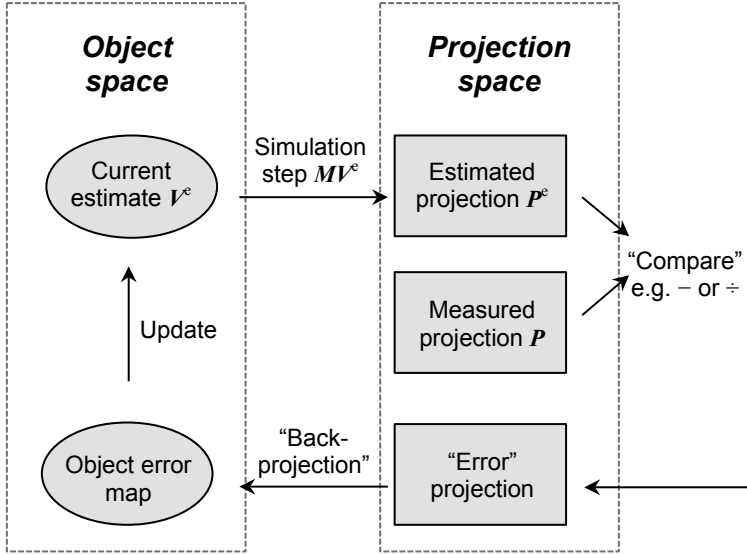 Object
space
Projection
space
Current
estimate Vᵉ
Simulation
step MVᵉ
Estimated
projection Pᵉ
“Compare”
e.g. − or ÷
Measured
projection P
Update
Object error
map
“Back-
projection”
“Error”
projection